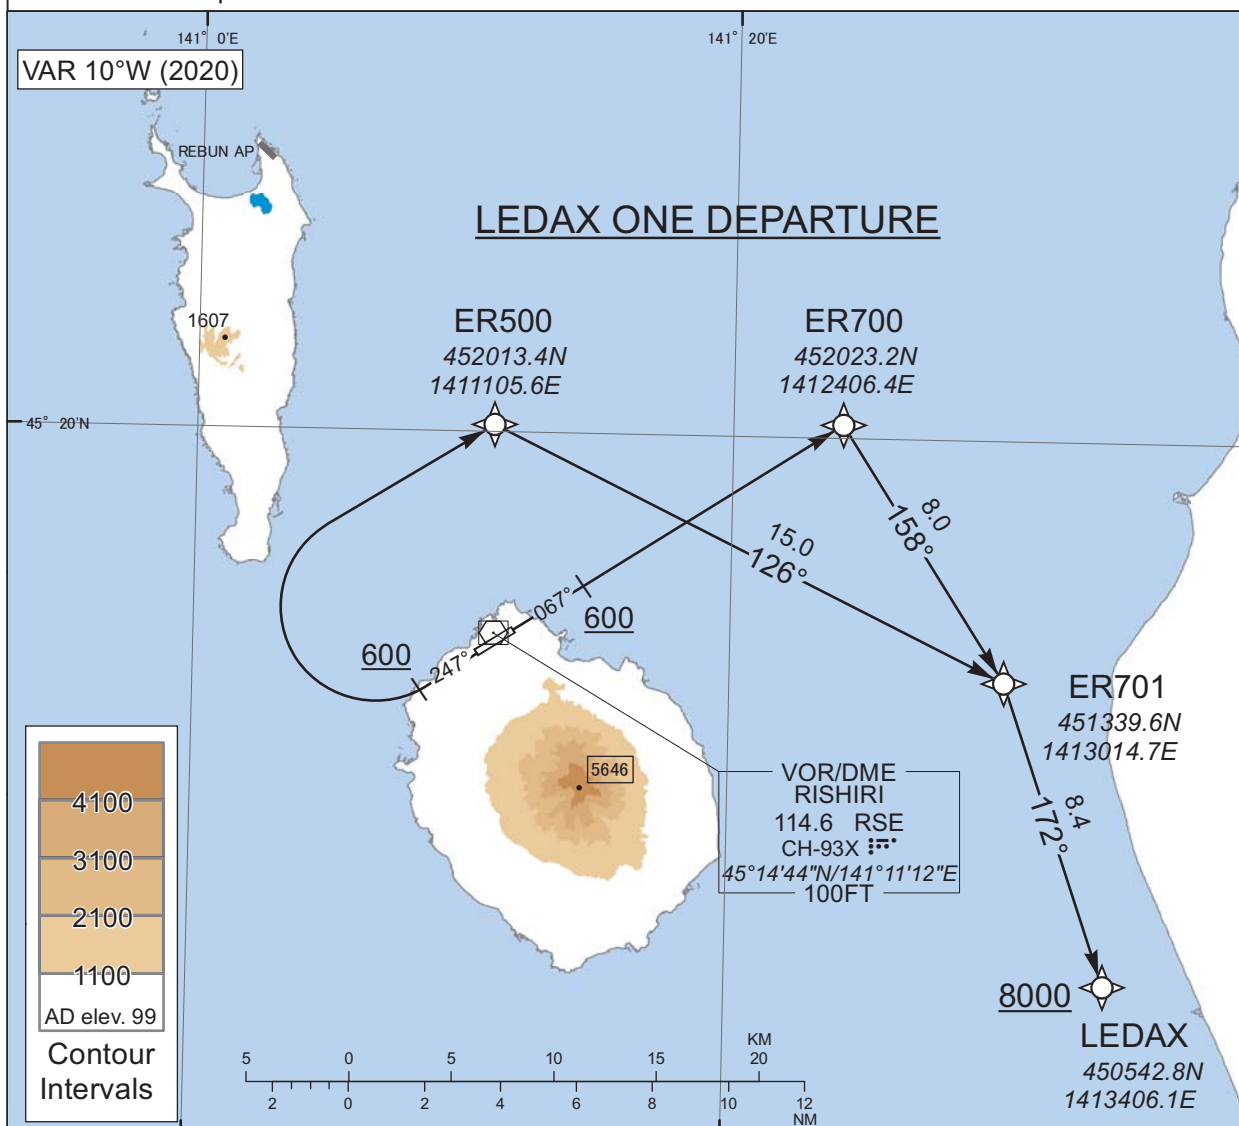 141° 0'E
141° 20'E
VAR 10°W (2020)
REBUN AP
LEDAX ONE DEPARTURE
1607
ER500
452013.4N
1411105.6E
ER700
452023.2N
1412406.4E
45° 20'N
8.0
158°
15.0
126°
067°
600
600
247°
ER701
451339.6N
1413014.7E
5646
VOR/DME
RISHIRI
114.6 RSE
CH-93X
45°14'44"N/141°11'12"E
100FT
8.4
172°
4100
3100
2100
1100
AD elev. 99
Contour
Intervals
8000
LEDAX
450542.8N
1413406.1E
KM
5 0 5 10 15 20
2 0 2 4 6 8 10 12
NM